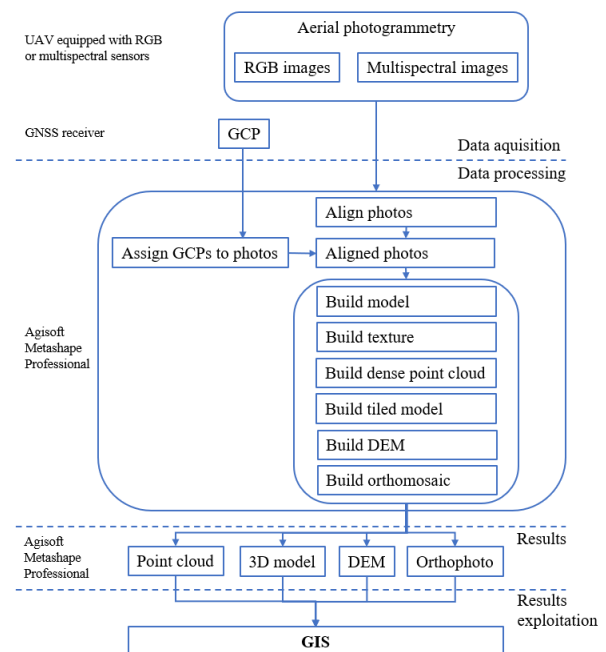 Aerial photogrammetry
UAV equipped with RGB
or multispectral sensors
RGB images
Multispectral images
GNSS receiver
GCP
Data aquisition
Data processing
Align photos
Assign GCPs to photos
Aligned photos
Build model
Build texture
Agisoft
Metashape
Professional
Build dense point cloud
Build tiled model
Build DEM
Build orthomosaic
Results
Agisoft
Metashape
Professional
Point cloud
3D model
DEM
Orthophoto
Results
exploitation
GIS